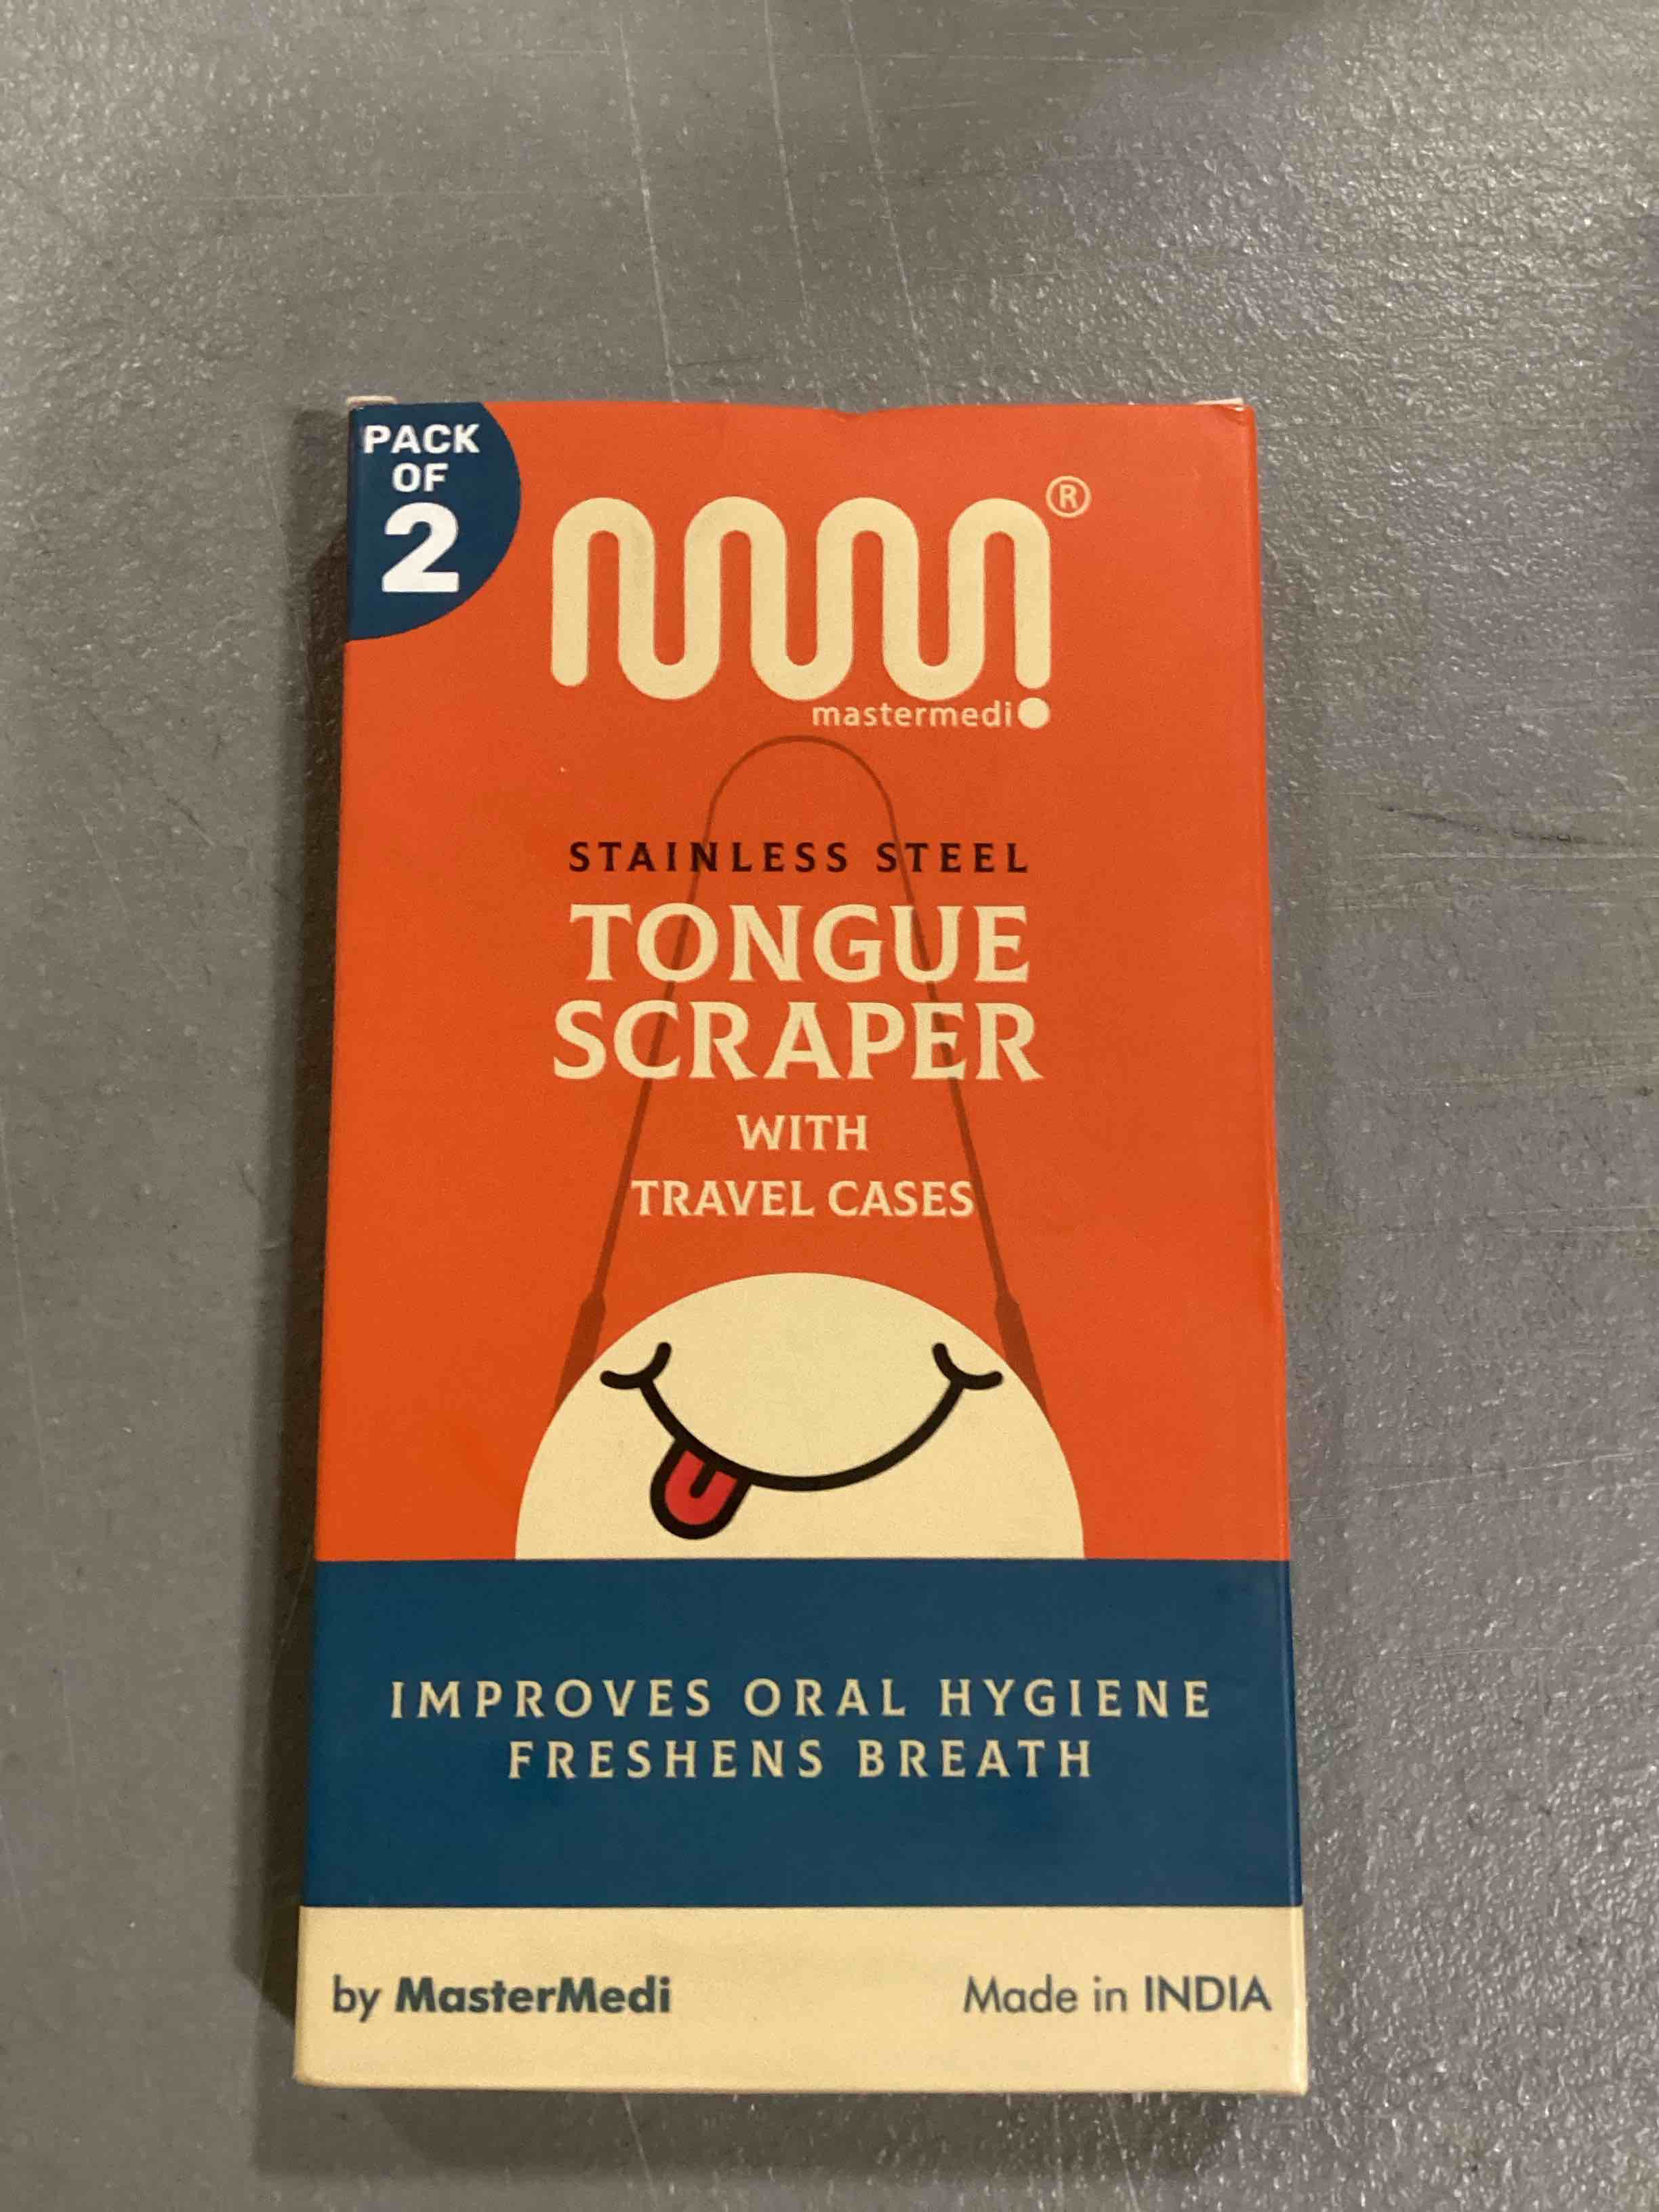 PACK
OF
2
®
mastermedi
STAINLESS STEEL
TONGUE
SCRAPER
WITH
TRAVEL CASES
IMPROVES ORAL HYGIENE
FRESHENS BREATH
by MasterMedi
Made in INDIA